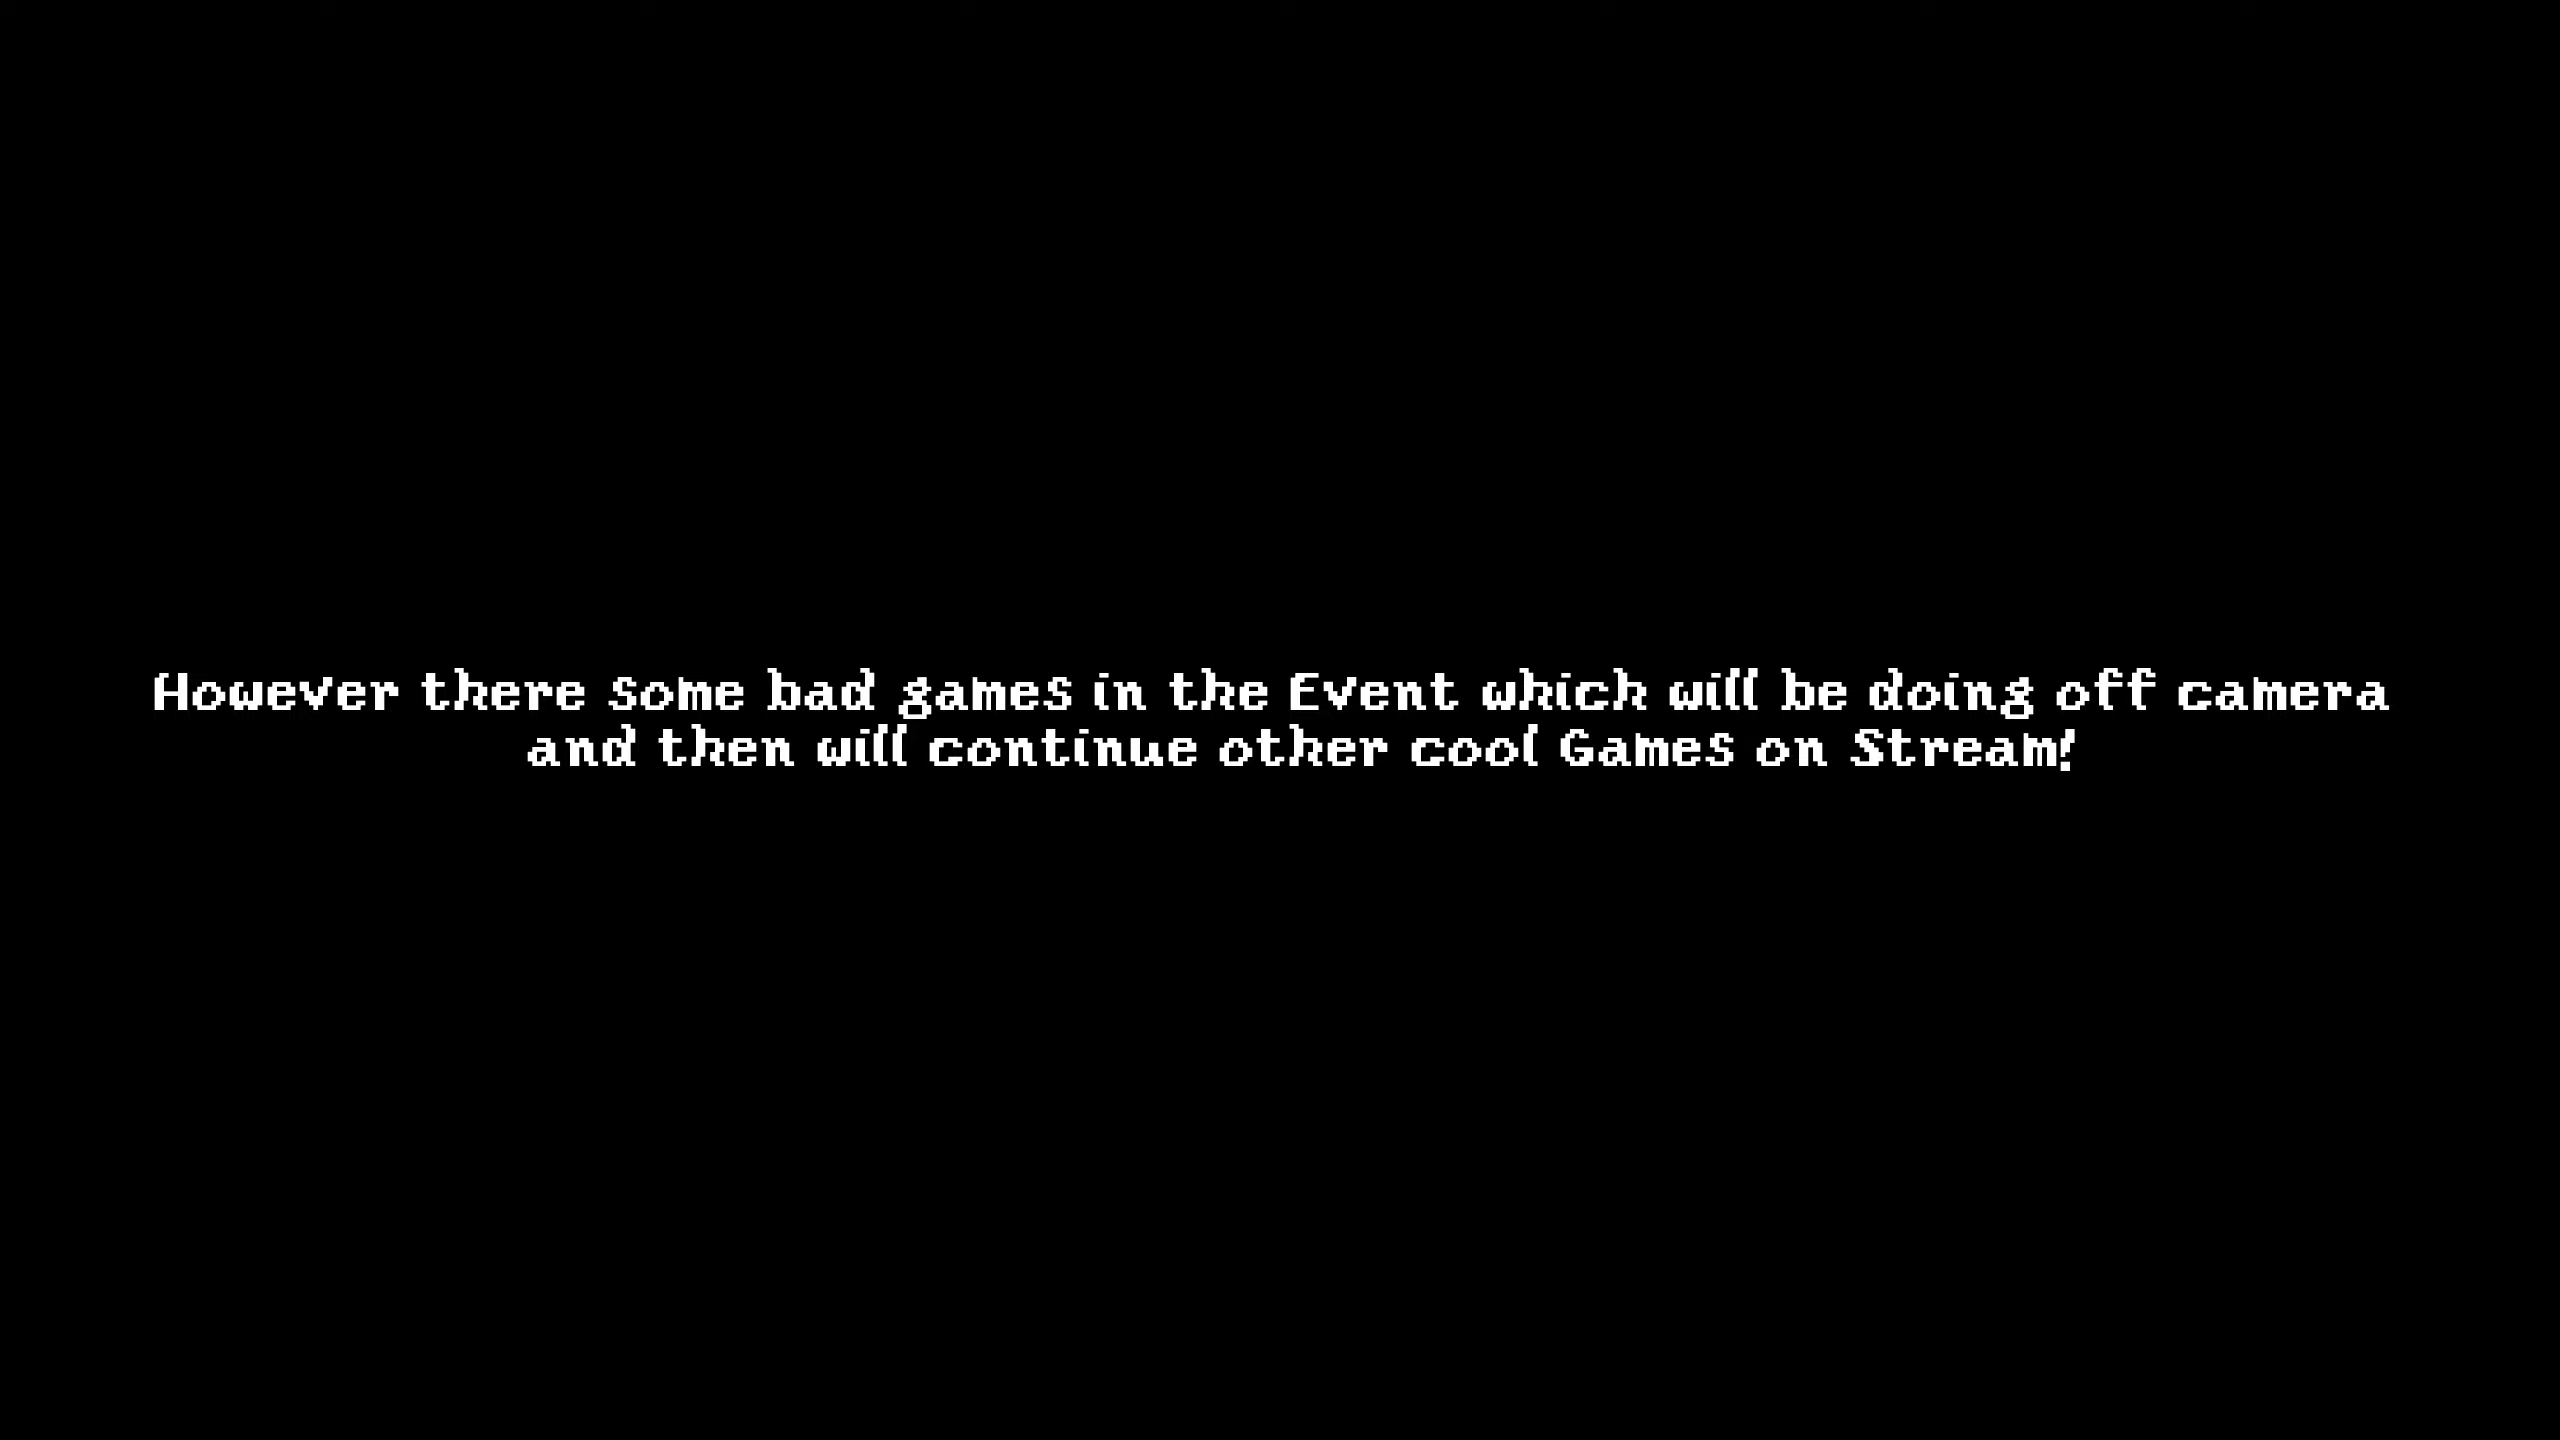 However there some bad games in the Event which will be doing off camera
and then will continue other cool Games on Stream!